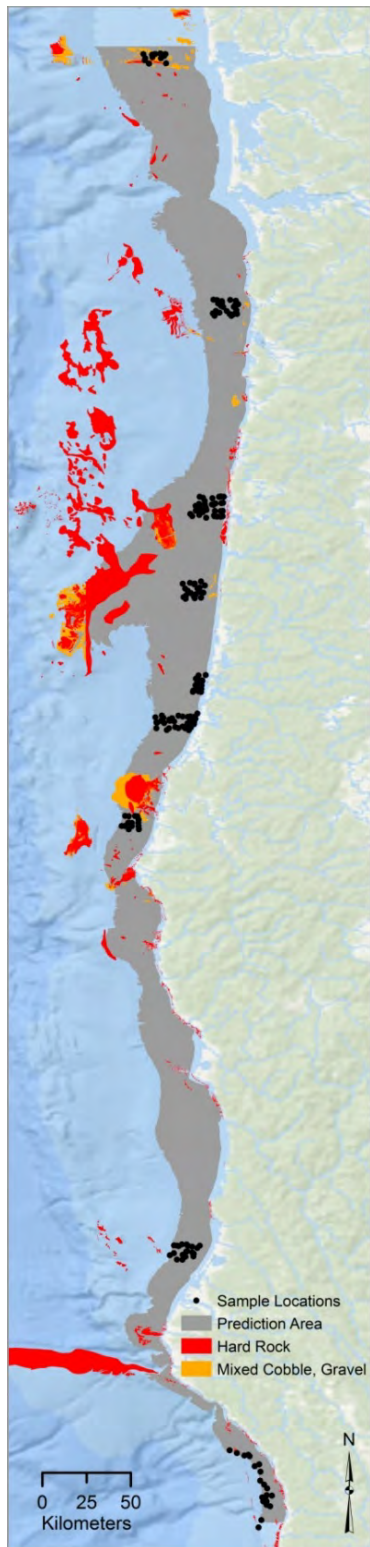 Sample Locations
Prediction Area
Hard Rock
Mixed Cobble, Gravel
N
0 25 50
Kilometers